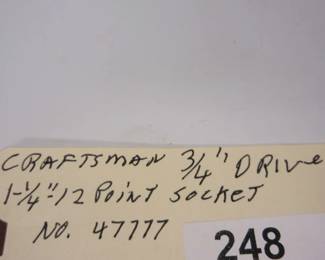 CRAFTSMAN 3/4" DRIVE
1-1/4"-12 POINT SOCKET
NO. 47777
248